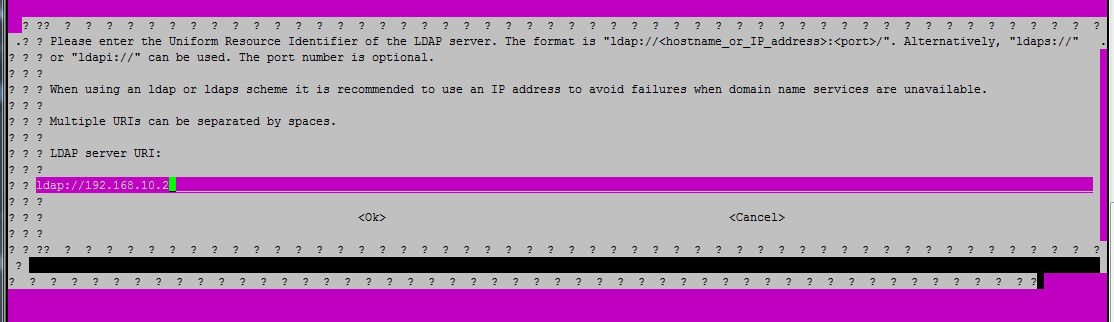 ? ?? ? ? ? ? ? ? ? ? ? ? ? ? ? ? ? ? ? ? ? ? ? ? ? ? ? ? ? ? ? ? ? ? ? ? ? ? ? ? ? ? ? ? ? ? ? ? ? ? ? ?
.? ? Please enter the Uniform Resource Identifier of the LDAP server. The format is "ldap://<hostname_or_IP_address>:<port>/". Alternatively, "ldaps://" .
? ? ? or "ldapi://" can be used. The port number is optional.
? ? ?
? ? ? When using an ldap or ldaps scheme it is recommended to use an IP address to avoid failures when domain name services are unavailable.
? ? ?
? ? ? Multiple URIs can be separated by spaces.
? ? ?
? ? ? LDAP server URI:
? ? ?
? ? ldap://192.168.10.2
? ? ?
? ? ? <Ok> <Cancel>
? ? ?
? ? ?? ? ? ? ? ? ? ? ? ? ? ? ? ? ? ? ? ? ? ? ? ? ? ? ? ? ? ? ? ? ? ? ? ? ? ? ? ? ? ? ? ? ? ? ? ? ? ? ? ? ? ?
?
? ? ? ? ? ? ? ? ? ? ? ? ? ? ? ? ? ? ? ? ? ? ? ? ? ? ? ? ? ? ? ? ? ? ? ? ? ? ? ? ? ? ? ? ? ? ? ? ? ?